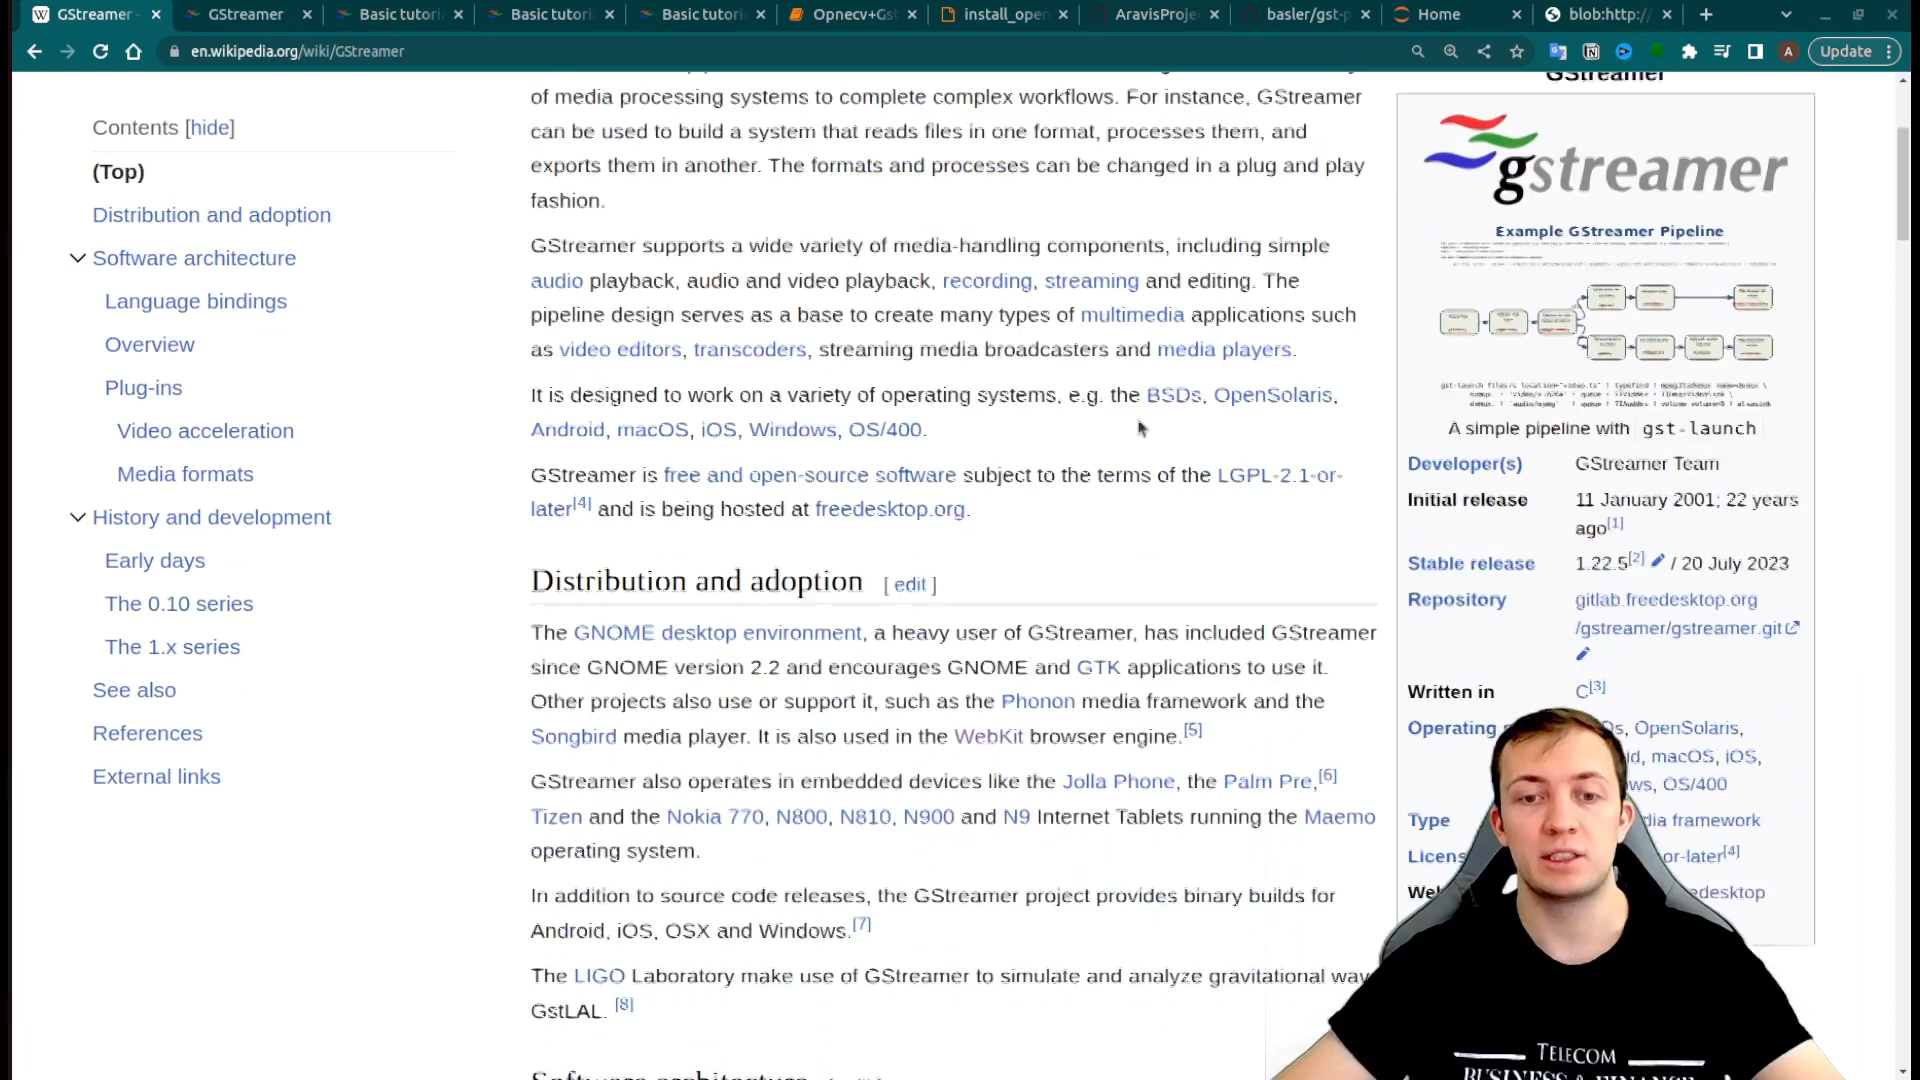 GStreamer -
GStreamer
Basic tutori
Basic tutori
Basic tutori
Opnecv+Gst
install_open
AravisProje
basler/gst-p
Home
blob:http:/
en.wikipedia.org/wiki/GStreamer
A
Update
Contents [hide]
(Top)
Distribution and adoption
Software architecture
Language bindings
Overview
Plug-ins
Video acceleration
Media formats
History and development
Early days
The 0.10 series
The 1.x series
See also
References
External links
of media processing systems to complete complex workflows. For instance, GStreamer
can be used to build a system that reads files in one format, processes them, and
exports them in another. The formats and processes can be changed in a plug and play
fashion.
GStreamer supports a wide variety of media-handling components, including simple
audio playback, audio and video playback, recording, streaming and editing. The
pipeline design serves as a base to create many types of multimedia applications such
as video editors, transcoders, streaming media broadcasters and media players.
It is designed to work on a variety of operating systems, e.g. the BSDs, OpenSolaris,
Android, macOS, iOS, Windows, OS/400.
GStreamer is free and open-source software subject to the terms of the LGPL-2.1-or-
later[4] and is being hosted at freedesktop.org.
Distribution and adoption [ edit ]
The GNOME desktop environment, a heavy user of GStreamer, has included GStreamer
since GNOME version 2.2 and encourages GNOME and GTK applications to use it.
Other projects also use or support it, such as the Phonon media framework and the
Songbird media player. It is also used in the WebKit browser engine.[5]
GStreamer also operates in embedded devices like the Jolla Phone, the Palm Pre,[6]
Tizen and the Nokia 770, N800, N810, N900 and N9 Internet Tablets running the Maemo
operating system.
In addition to source code releases, the GStreamer project provides binary builds for
Android, iOS, OSX and Windows.[7]
The LIGO Laboratory make use of GStreamer to simulate and analyze gravitational wav
GstLAL. [8]
Software architecture
GStreamer
gstreamer
Example GStreamer Pipeline
A simple pipeline with gst-launch
Developer(s) GStreamer Team
Initial release 11 January 2001; 22 years
ago[1]
Stable release 1.22.5[2] / 20 July 2023
Repository gitlab.freedesktop.org
/gstreamer/gstreamer.git
Written in C[3]
Operating s Ds, OpenSolaris,
id, macOS, iOS,
ws, OS/400
Type dia framework
Licens or-later[4]
Wel edesktop
TELECOM
BUSINESS & FINANCE